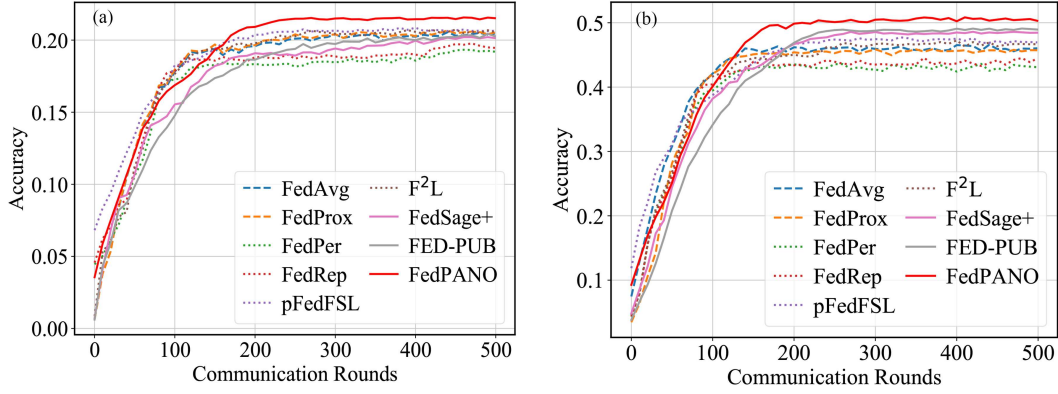 (a)
0.20
0.15
0.10
0.05
0.00
Accuracy
FedAvg
FedProx
FedPer
FedRep
pFedFSL
F²L
FedSage+
FED-PUB
FedPANO
0 100 200 300 400 500
Communication Rounds
(b)
0.5
0.4
0.3
0.2
0.1
Accuracy
FedAvg
FedProx
FedPer
FedRep
pFedFSL
F²L
FedSage+
FED-PUB
FedPANO
0 100 200 300 400 500
Communication Rounds